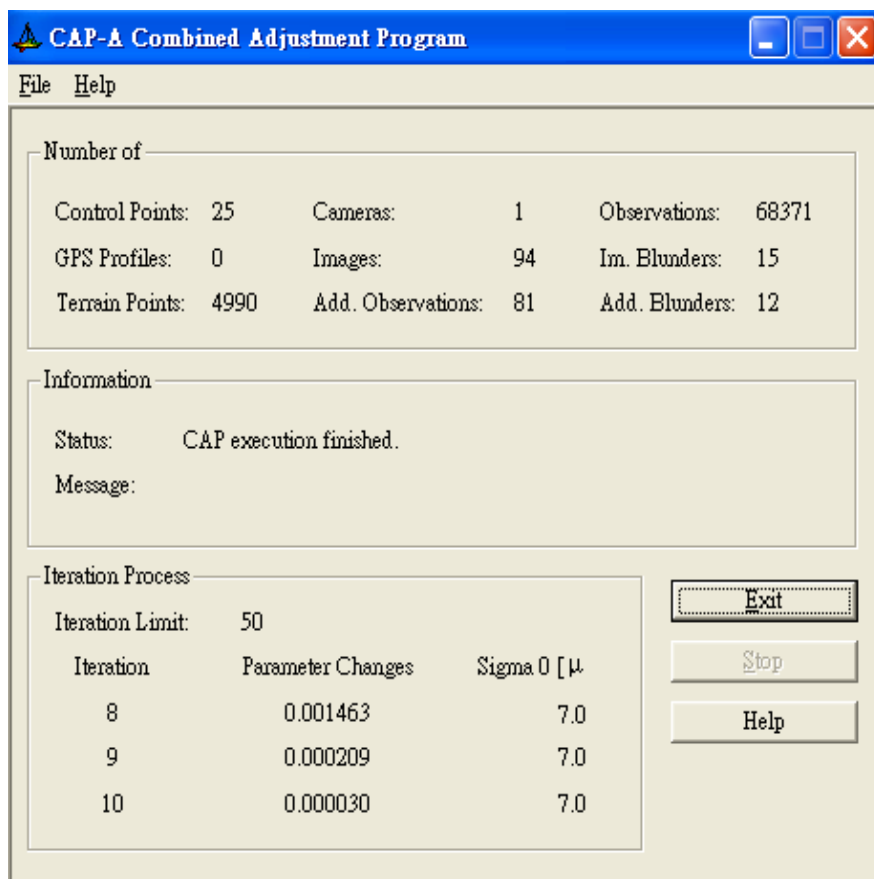 CAP-A Combined Adjustment Program
File Help
Number of
Control Points: 25 Cameras: 1 Observations: 68371
GPS Profiles: 0 Images: 94 Im. Blunders: 15
Terrain Points: 4990 Add. Observations: 81 Add. Blunders: 12
Information
Status: CAP execution finished.
Message:
Iteration Process
Iteration Limit: 50
Iteration Parameter Changes Sigma 0 [ μ
8 0.001463 7.0
9 0.000209 7.0
10 0.000030 7.0
Exit
Stop
Help